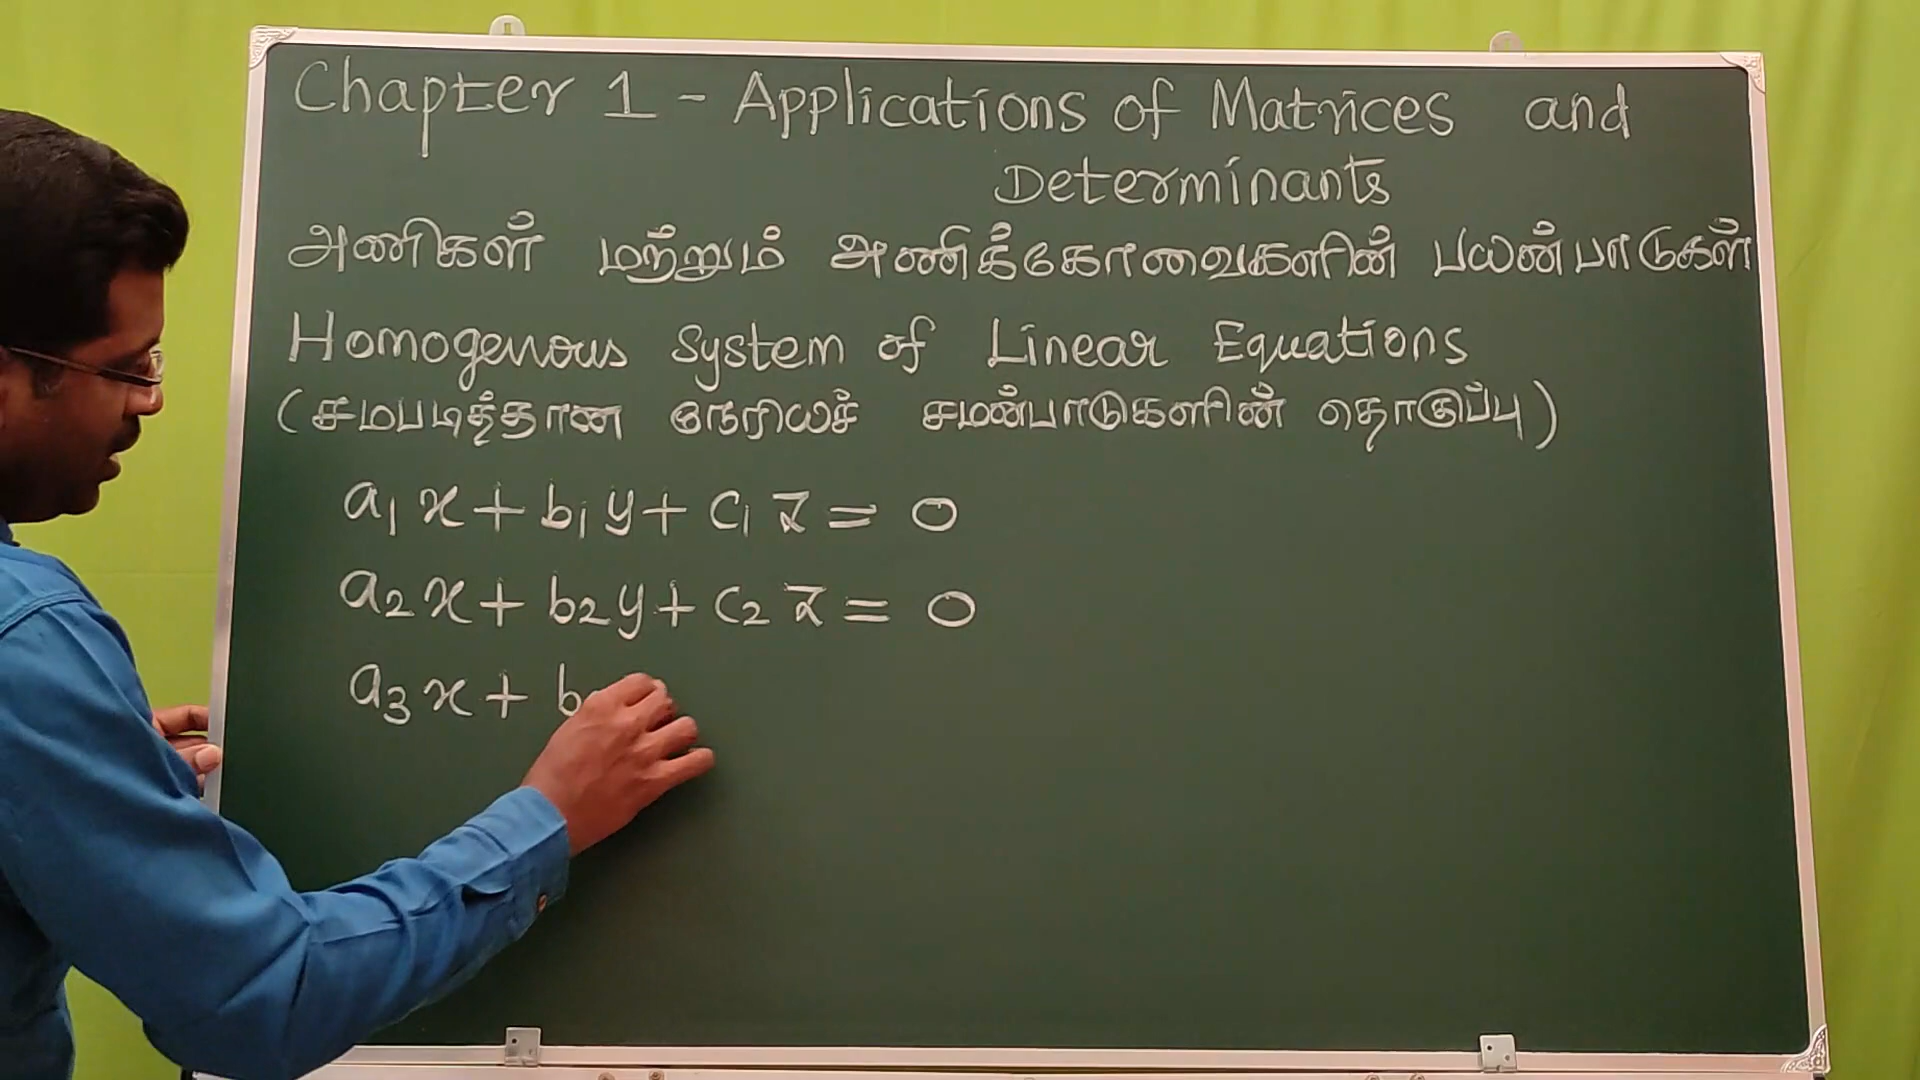 Chapter 1 - Applications of Matrices and
Determinants
அணிகள் மற்றும் அணிக்கோவைகளின் பயன்பாடுகள்
Homogenous System of Linear Equations
(சமபடித்தான நேரியச் சமன்பாடுகளின் தொகுப்பு)
a₁x + b₁y + c₁z = 0
a₂x + b₂y + c₂z = 0
a₃x + b